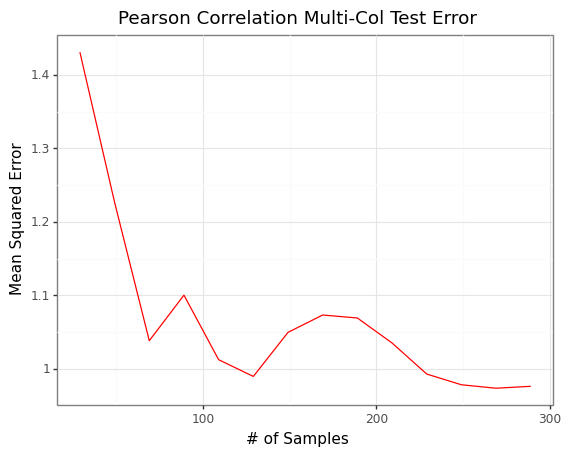 Pearson Correlation Multi-Col Test Error
1.4
1.3
1.2
1.1
1
Mean Squared Error
100
200
300
# of Samples